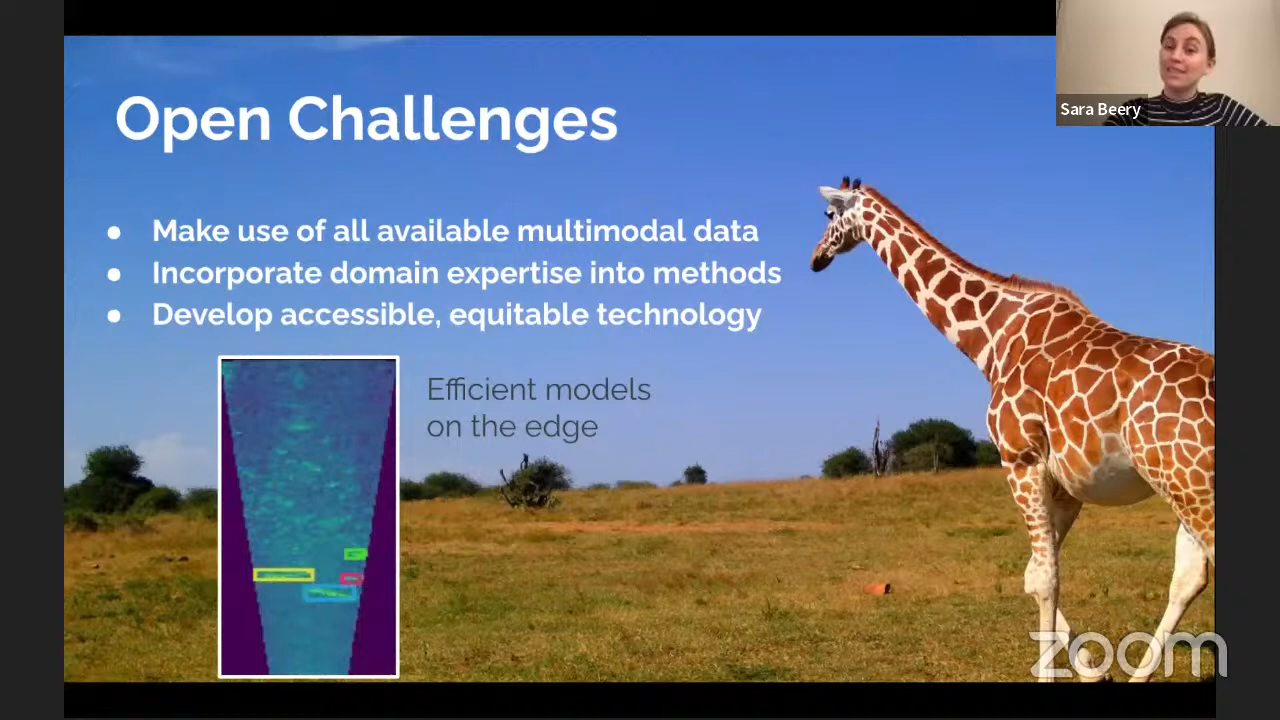 Open Challenges
Sara Beery
● Make use of all available multimodal data
● Incorporate domain expertise into methods
● Develop accessible, equitable technology
Efficient models
on the edge
zoom